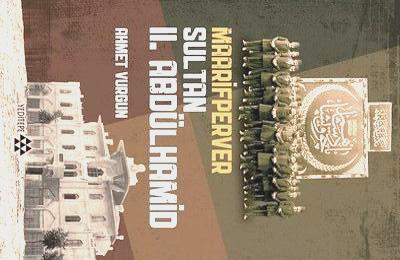 MAARİFPERVER
SULTAN
II. ABDÜLHAMİD
AHMET VURGUN
YEDİTEPE